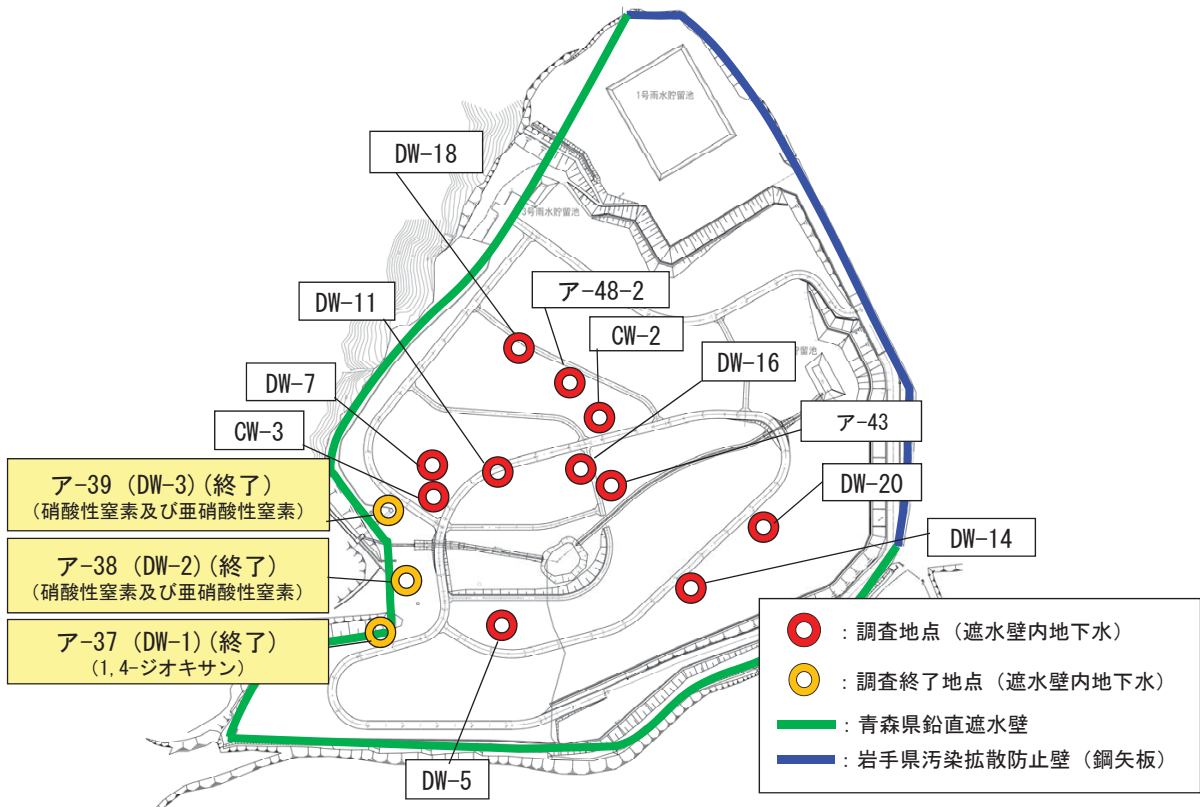 1号雨水貯留池
DW-18
3号雨水貯留池
ア-48-2
DW-11
CW-2
DW-16
貯留池
DW-7
ア-43
CW-3
DW-20
ア-39 (DW-3)(終了)
(硝酸性窒素及び亜硝酸性窒素)
DW-14
ア-38 (DW-2)(終了)
(硝酸性窒素及び亜硝酸性窒素)
ア-37 (DW-1)(終了)
(1,4-ジオキサン)
DW-5
:調査地点(遮水壁内地下水)
:調査終了地点(遮水壁内地下水)
:青森県鉛直遮水壁
:岩手県汚染拡散防止壁(鋼矢板)